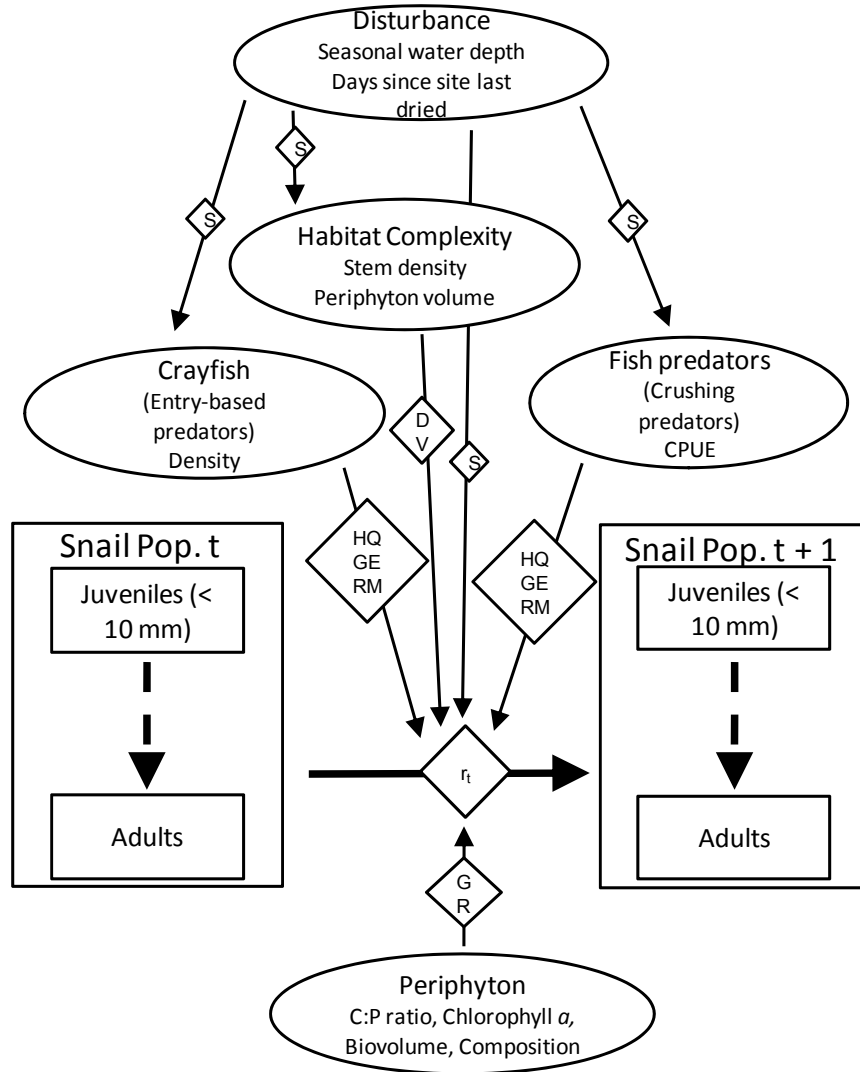 Disturbance
Seasonal water depth
Days since site last
dried
S
S
S
Habitat Complexity
Stem density
Periphyton volume
Crayfish
(Entry-based
predators)
Density
Fish predators
(Crushing
predators)
CPUE
D
V
S
HQ
GE
RM
HQ
GE
RM
Snail Pop. t
Juveniles (<
10 mm)
Adults
Snail Pop. t + 1
Juveniles (<
10 mm)
Adults
rt
G
R
Periphyton
C:P ratio, Chlorophyll a,
Biovolume, Composition